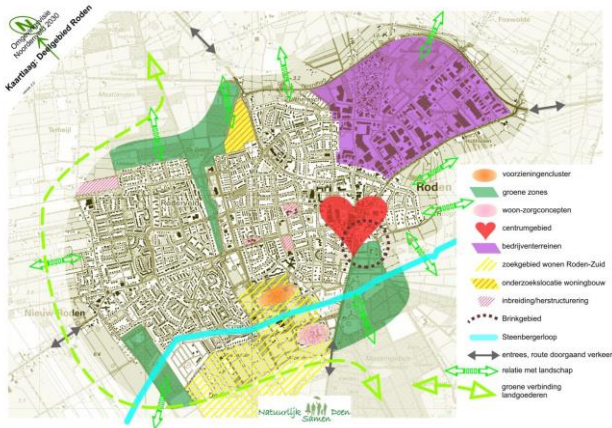 Omgevingsvisie
Noordenveld 2030
Kaartlaag: Deelgebied Roden
Foxwolde
Terheijl
Roden
Nieuw-Roden
voorzieningencluster
groene zones
woon-zorgconcepten
centrumgebied
bedrijventerreinen
zoekgebied wonen Roden-Zuid
onderzoekslocatie woningbouw
inbreiding/herstructurering
Brinkgebied
Steenbergerloop
entrees, route doorgaand verkeer
relatie met landschap
groene verbinding
landgoederen
Natuurlijk Samen Doen